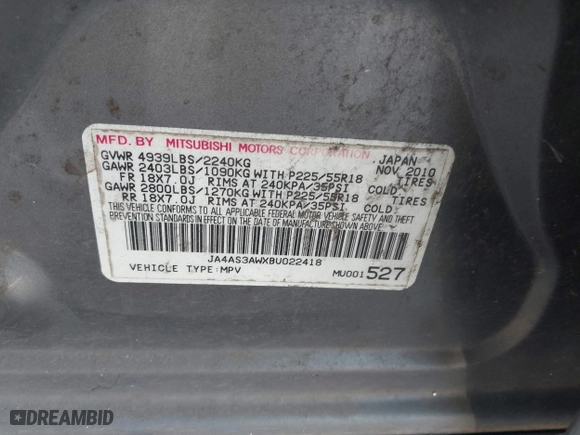 MFD. BY MITSUBISHI MOTORS CORPORATION
GVWR 4939LBS/2240KG JAPAN
GAWR 2403LBS/1090KG WITH P225/55R18 NOV 2010
FR 18X7.0J RIMS AT 240KPA/35PSI TIRES COLD
GAWR 2800LBS/1270KG WITH P225/55R18 TIRES
RR 18X7.0J RIMS AT 240KPA/35PSI COLD
THIS VEHICLE CONFORMS TO ALL APPLICABLE FEDERAL MOTOR VEHICLE SAFETY AND THEFT
PREVENTION STANDARDS IN EFFECT ON THE DATE OF MANUFACTURE SHOWN ABOVE.
JA4AS3AWXBU022418
VEHICLE TYPE:MPV MU001527
DREAMBID